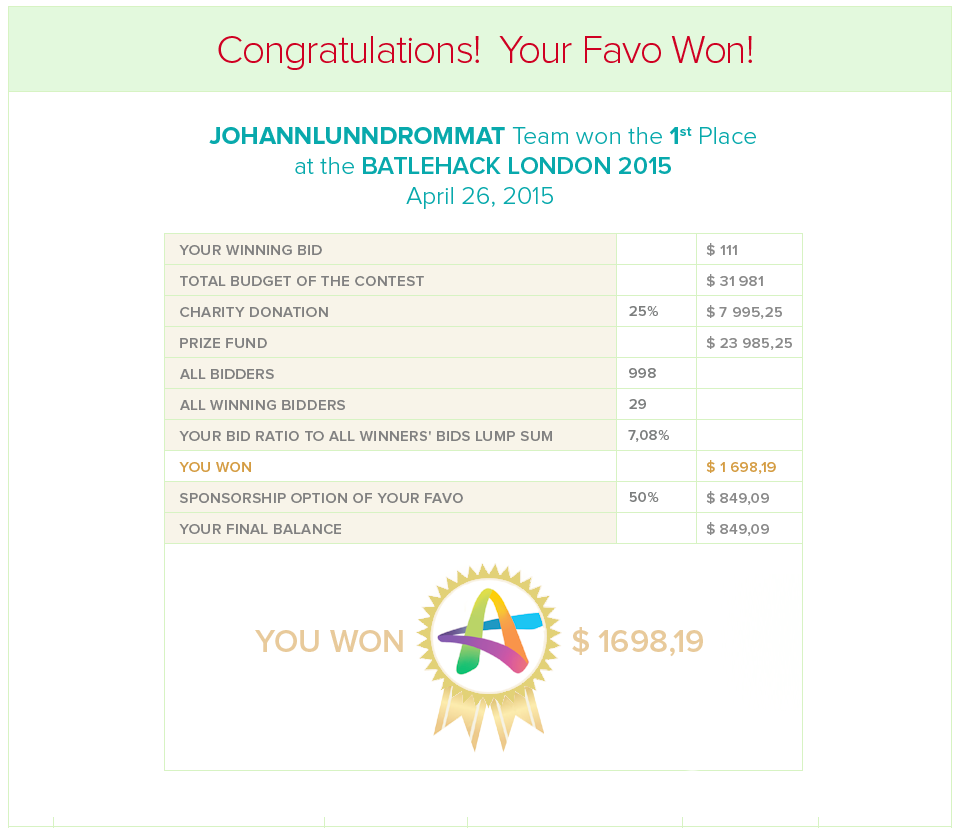 Congratulations! Your Favo Won!
JOHANNLUNNDROMMAT Team won the 1st Place
at the BATLEHACK LONDON 2015
April 26, 2015
YOUR WINNING BID $ 111
TOTAL BUDGET OF THE CONTEST $ 31 981
CHARITY DONATION 25% $ 7 995,25
PRIZE FUND $ 23 985,25
ALL BIDDERS 998
ALL WINNING BIDDERS 29
YOUR BID RATIO TO ALL WINNERS' BIDS LUMP SUM 7,08%
YOU WON $ 1 698,19
SPONSORSHIP OPTION OF YOUR FAVO 50% $ 849,09
YOUR FINAL BALANCE $ 849,09
YOU WON $ 1698,19